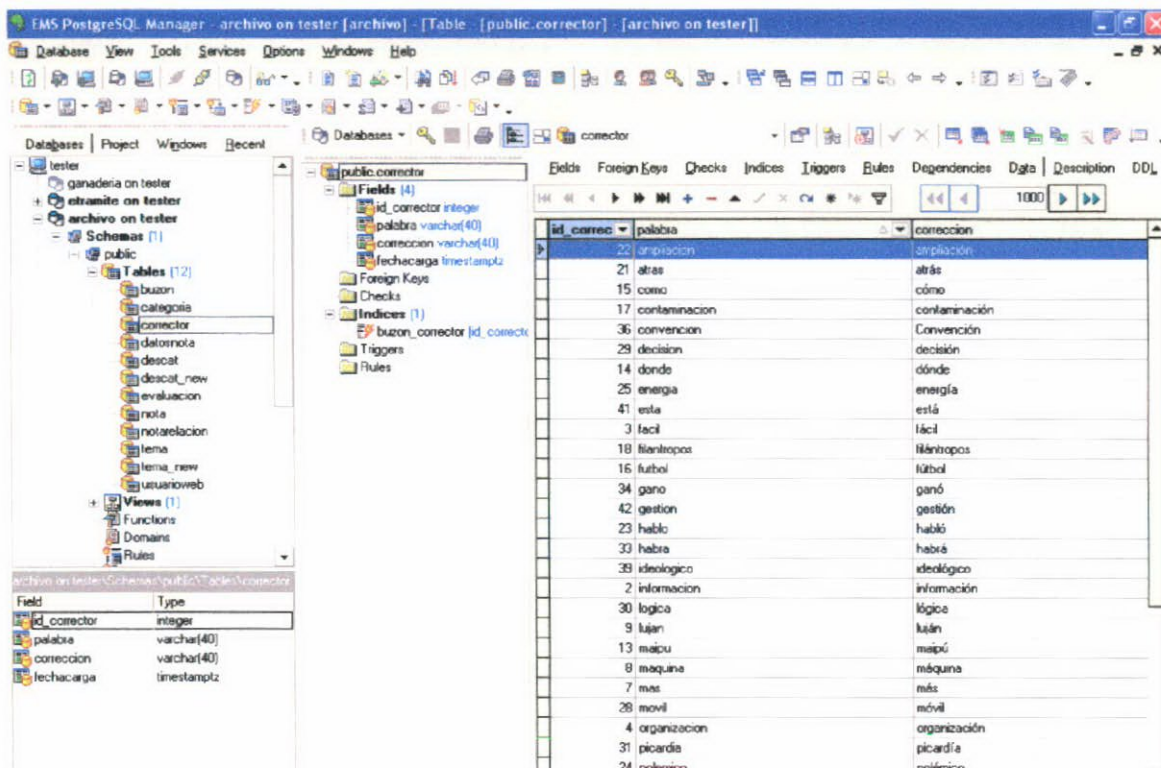 EMS PostgreSQL Manager - archivo on tester [archivo] - [Table - [public.corrector] - [archivo on tester]]
Database View Tools Services Options Windows Help
Databases Project Windows Recent
tester
ganaderia on tester
etramite on tester
archivo on tester
Schemas (1)
public
Tables (12)
buzon
categoria
corrector
datosnota
descat
descat_new
evaluacion
nota
notarelacion
tema
tema_new
usuarioweb
Views (1)
Functions
Domains
Rules
archivo on tester\Schemas\public\Tables\corrector
Field Type
id_corrector integer
palabra varchar(40)
correccion varchar(40)
fechacarga timestamptz
Databases
corrector
public.corrector
Fields (4)
id_corrector integer
palabra varchar(40)
correccion varchar(40)
fechacarga timestamptz
Foreign Keys
Checks
Indices (1)
buzon_corrector (id_correcto
Triggers
Rules
Fields Foreign Keys Checks Indices Triggers Rules Dependencies Data Description DDL
1000
id_correc palabra correccion
22 ampliacion ampliación
21 atras atrás
15 como cómo
17 contaminacion contaminación
36 convencion Convención
29 decision decisión
14 donde dónde
25 energia energía
41 esta está
3 facil fácil
18 filantropos filántropos
16 futbol fútbol
34 gano ganó
42 gestion gestión
23 hablo habló
33 habra habrá
39 ideologico ideológico
2 informacion información
30 logica lógica
9 lujan luján
13 maipu maipú
8 maquina máquina
7 mas más
28 movil móvil
4 organizacion organización
31 picardia picardía
24 polemico polémico